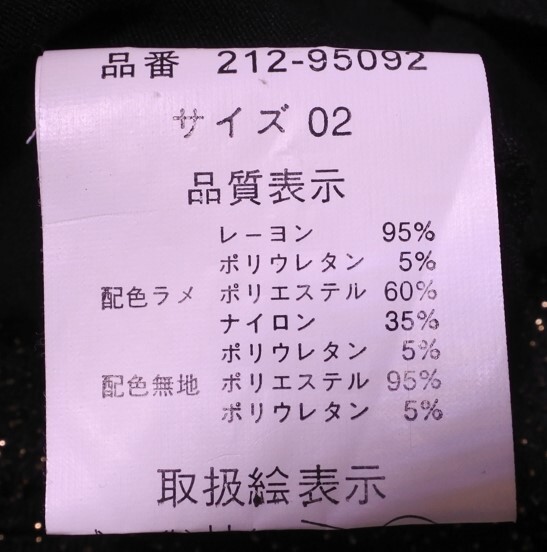 品番 212-95092
サイズ 02
品質表示
レーヨン 95%
ポリウレタン 5%
配色ラメ ポリエステル 60%
ナイロン 35%
ポリウレタン 5%
配色無地 ポリエステル 95%
ポリウレタン 5%
取扱絵表示